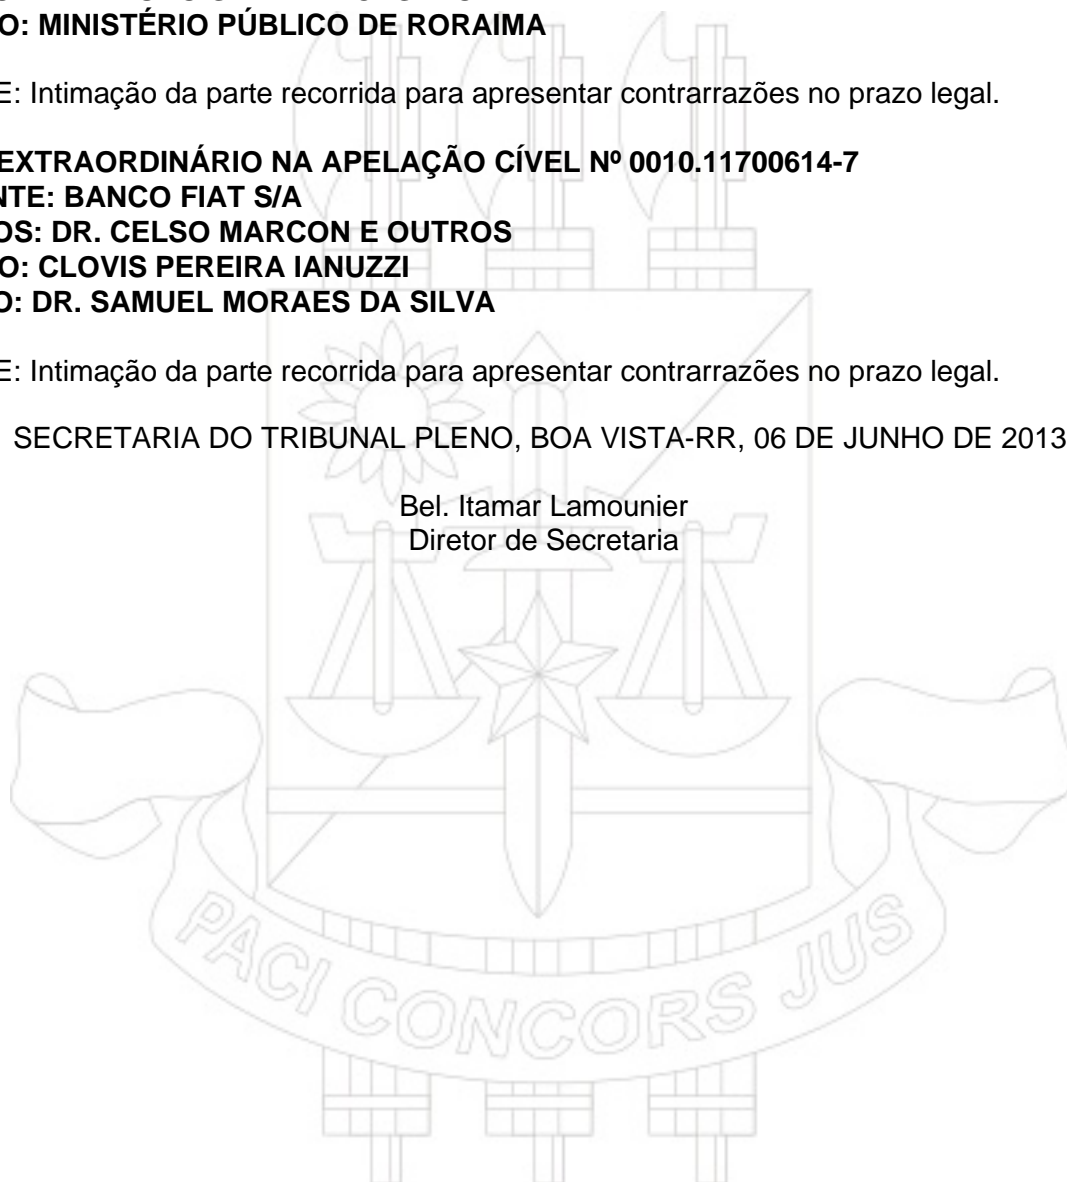 O: MINISTÉRIO PÚBLICO DE RORAIMA
E: Intimação da parte recorrida para apresentar contrarrazões no prazo legal.
EXTRAORDINÁRIO NA APELAÇÃO CÍVEL Nº 0010.11700614-7
NTE: BANCO FIAT S/A
OS: DR. CELSO MARCON E OUTROS
O: CLOVIS PEREIRA IANUZZI
O: DR. SAMUEL MORAES DA SILVA
E: Intimação da parte recorrida para apresentar contrarrazões no prazo legal.
SECRETARIA DO TRIBUNAL PLENO, BOA VISTA-RR, 06 DE JUNHO DE 2013
Bel. Itamar Lamounier
Diretor de Secretaria
PACI CONCORS JUS